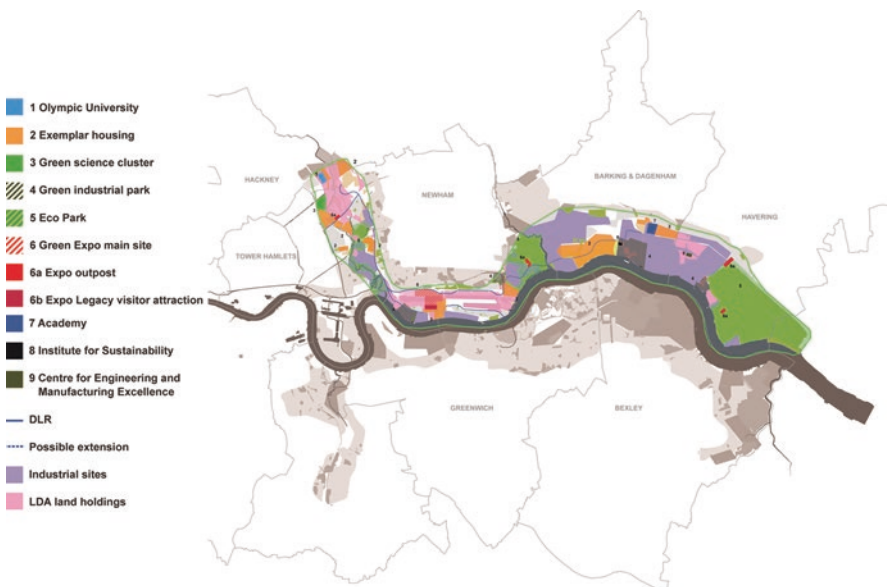 1 Olympic University
2 Exemplar housing
3 Green science cluster
4 Green industrial park
5 Eco Park
6 Green Expo main site
6a Expo outpost
6b Expo Legacy visitor attraction
7 Academy
8 Institute for Sustainability
9 Centre for Engineering and
Manufacturing Excellence
DLR
Possible extension
Industrial sites
LDA land holdings
HACKNEY
NEWHAM
BARKING & DAGENHAM
HAVERING
TOWER HAMLETS
GREENWICH
BEXLEY